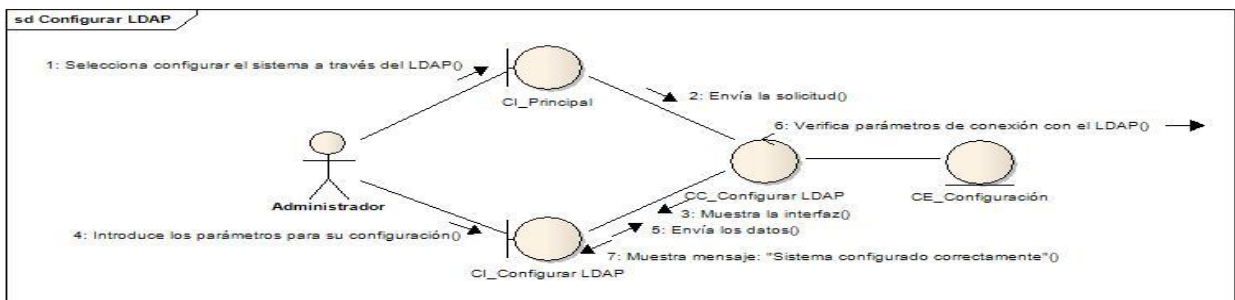 sd Configurar LDAP
1: Selecciona configurar el sistema a través del LDAP()
CI_Principal
2: Envía la solicitud()
6: Verifica parámetros de conexión con el LDAP()
Administrador
CC_Configurar LDAP
CE_Configuración
3: Muestra la interfaz()
4: Introduce los parámetros para su configuración()
5: Envía los datos()
7: Muestra mensaje: "Sistema configurado correctamente"()
CI_Configurar LDAP